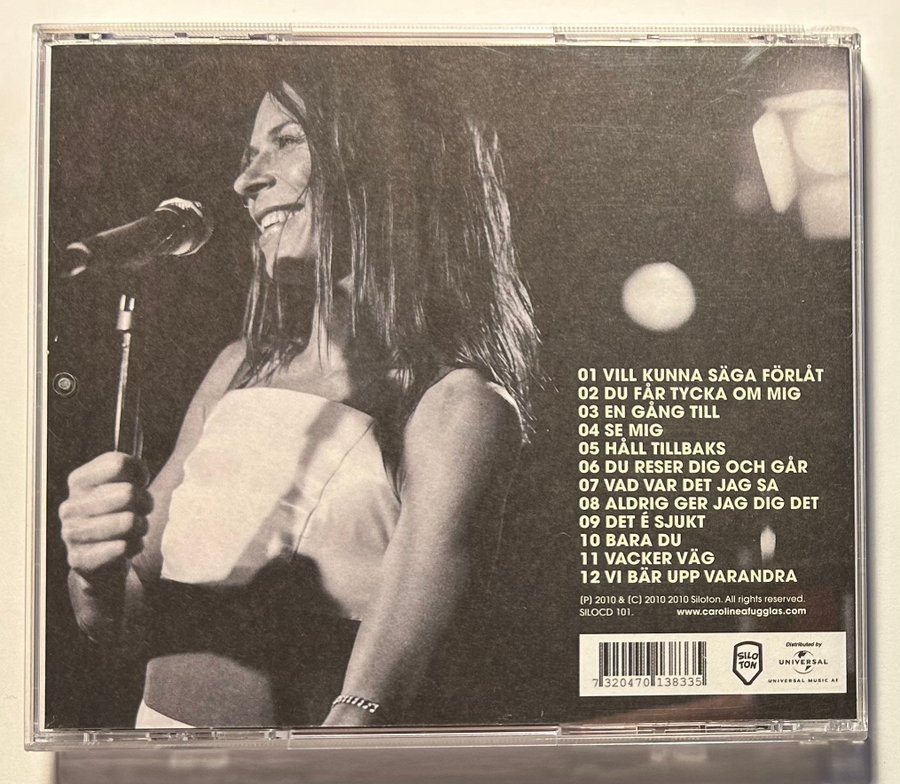 01 VILL KUNNA SÄGA FÖRLÅT
02 DU FÅR TYCKA OM MIG
03 EN GÅNG TILL
04 SE MIG
05 HÅLL TILLBAKS
06 DU RESER DIG OCH GÅR
07 VAD VAR DET JAG SA
08 ALDRIG GER JAG DIG DET
09 DET É SJUKT
10 BARA DU
11 VACKER VÄG
12 VI BÄR UPP VARANDRA
(P) 2010 & (C) 2010 2010 Siloton. All rights reserved.
SILOCD 101. www.carolineafugglas.com
7 320470 138335
SILO
TON
Distributed by
UNIVERSAL
UNIVERSAL MUSIC AB